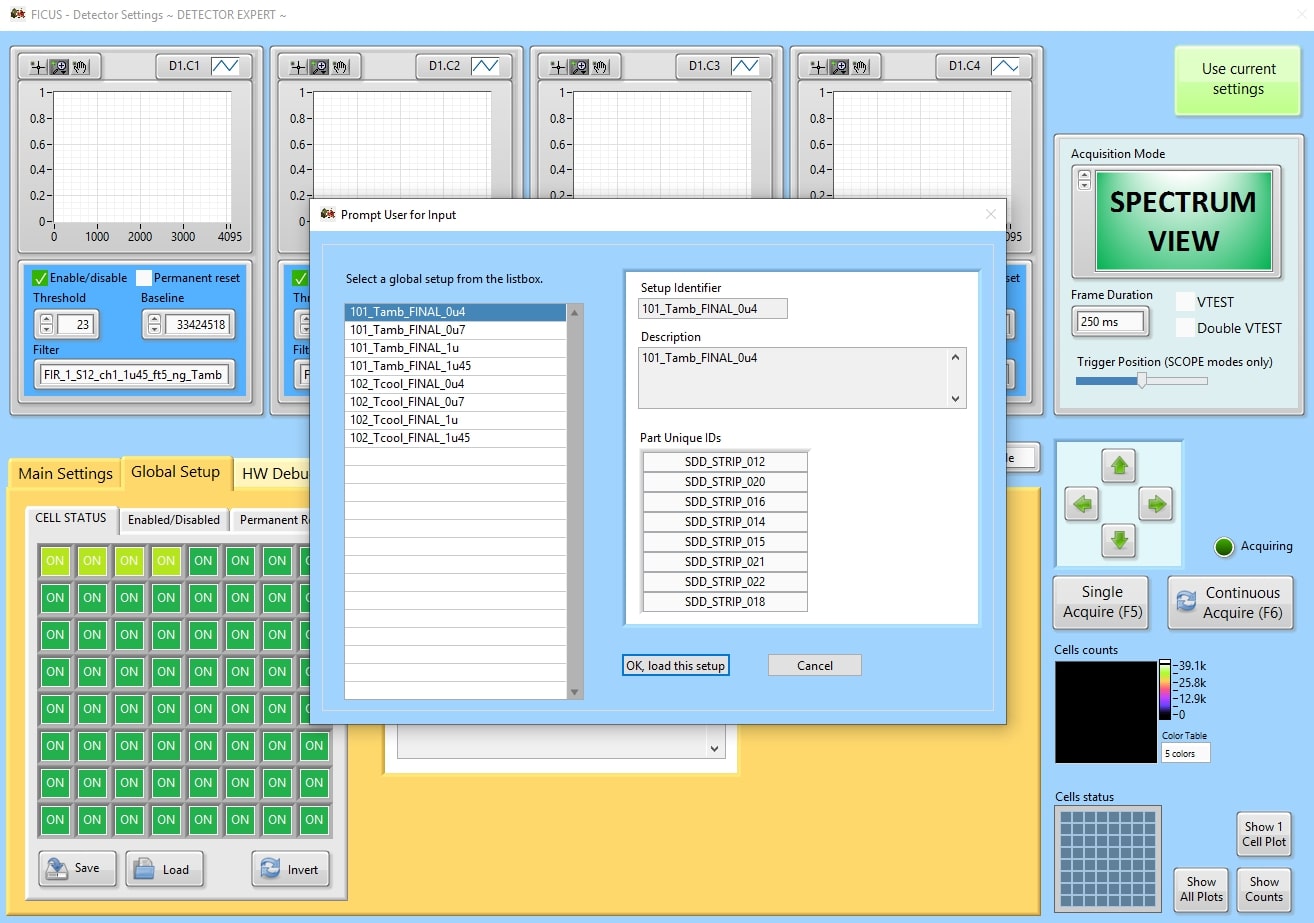 FICUS - Detector Settings ~ DETECTOR EXPERT ~
D1.C1
D1.C2
D1.C3
D1.C4
1
0.8
0.6
0.4
0.2
0
0 1000 2000 3000 4095
1
0.8
0.6
0.4
0.2
0
1
0.8
0.6
0.4
0.2
1
0.8
0.6
0.4
0.2
095
Enable/disable
Permanent reset
Threshold
Baseline
23
33424518
Filter
FIR_1_S12_ch1_1u45_ft5_ng_Tamb
Thr
Filt
F
set
Use current
settings
Acquisition Mode
SPECTRUM
VIEW
Frame Duration
250 ms
VTEST
Double VTEST
Trigger Position (SCOPE modes only)
Prompt User for Input
Select a global setup from the listbox.
101_Tamb_FINAL_0u4
101_Tamb_FINAL_0u7
101_Tamb_FINAL_1u
101_Tamb_FINAL_1u45
102_Tcool_FINAL_0u4
102_Tcool_FINAL_0u7
102_Tcool_FINAL_1u
102_Tcool_FINAL_1u45
Setup Identifier
101_Tamb_FINAL_0u4
Description
101_Tamb_FINAL_0u4
Part Unique IDs
SDD_STRIP_012
SDD_STRIP_020
SDD_STRIP_016
SDD_STRIP_014
SDD_STRIP_015
SDD_STRIP_021
SDD_STRIP_022
SDD_STRIP_018
OK, load this setup
Cancel
Main Settings
Global Setup
HW Debu
le
CELL STATUS
Enabled/Disabled
Permanent Re
ON ON ON ON ON ON ON
ON ON ON ON ON ON ON
ON ON ON ON ON ON ON
ON ON ON ON ON ON ON
ON ON ON ON ON ON ON
ON ON ON ON ON ON ON ON
ON ON ON ON ON ON ON ON
ON ON ON ON ON ON ON ON
Save
Load
Invert
Acquiring
Single
Acquire (F5)
Continuous
Acquire (F6)
Cells counts
39.1k
25.8k
12.9k
0
Color Table
5 colors
Cells status
Show 1
Cell Plot
Show
All Plots
Show
Counts